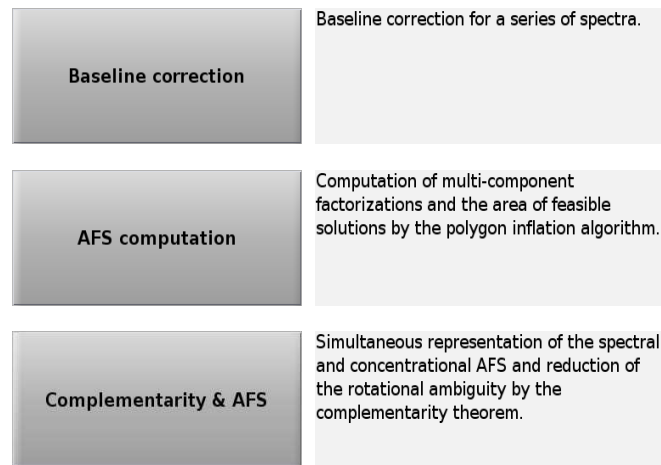 Baseline correction
Baseline correction for a series of spectra.
AFS computation
Computation of multi-component
factorizations and the area of feasible
solutions by the polygon inflation algorithm.
Complementarity & AFS
Simultaneous representation of the spectral
and concentrational AFS and reduction of
the rotational ambiguity by the
complementarity theorem.